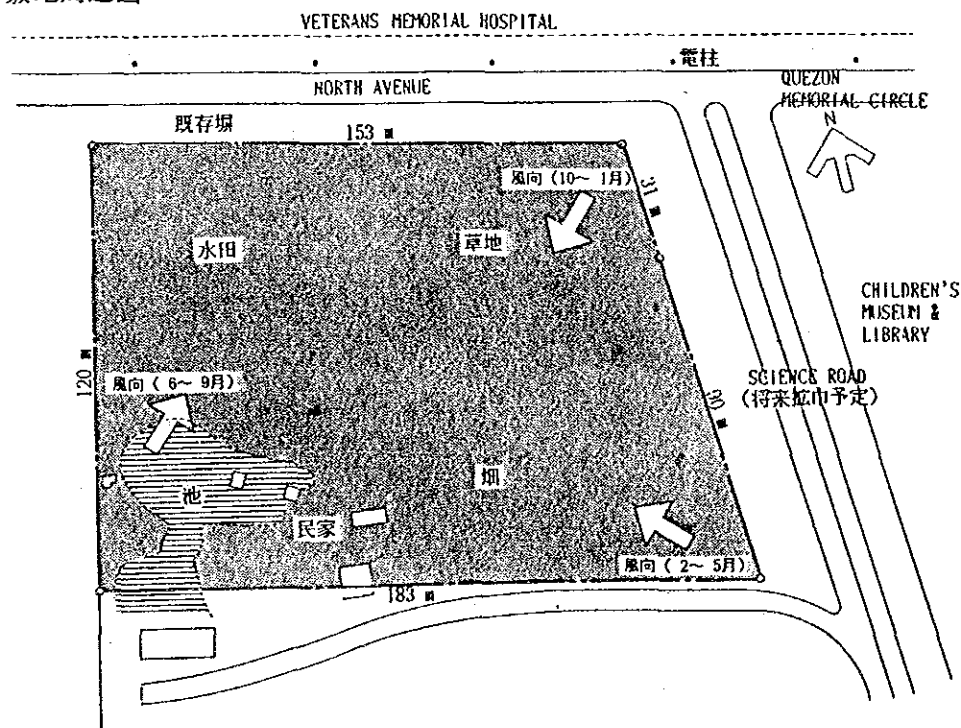 VETERANS MEMORIAL HOSPITAL
電柱
NORTH AVENUE
QUEZON
MEMORIAL CIRCLE
N
既存塀
153 m
風向 (10～ 1月)
31 m
水田
草地
CHILDREN'S
MUSEUM &
LIBRARY
120 m
風向 ( 6～ 9月)
SCIENCE ROAD
(将来拡巾予定)
90 m
畑
池
民家
風向 ( 2～ 5月)
183 m